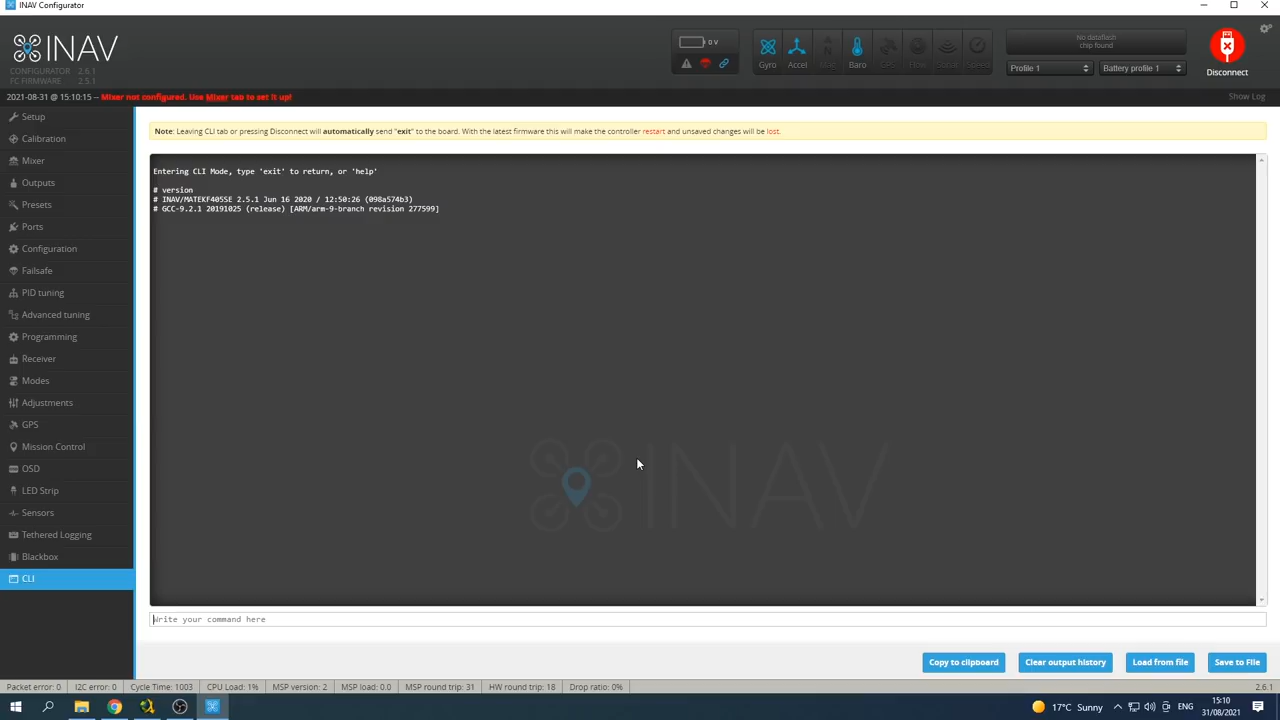 INAV Configurator
INAV
CONFIGURATOR 2.6.1
FC FIRMWARE 2.5.1
0 V
Gyro Accel Mag Baro GPS Flow Sonar Speed
No dataflash
chip found
Profile 1
Battery profile 1
Disconnect
2021-08-31 @ 15:10:15 -- Mixer not configured. Use Mixer tab to set it up!
Show Log
Setup
Calibration
Mixer
Outputs
Presets
Ports
Configuration
Failsafe
PID tuning
Advanced tuning
Programming
Receiver
Modes
Adjustments
GPS
Mission Control
OSD
LED Strip
Sensors
Tethered Logging
Blackbox
CLI
Note: Leaving CLI tab or pressing Disconnect will automatically send "exit" to the board. With the latest firmware this will make the controller restart and unsaved changes will be lost.
Entering CLI Mode, type 'exit' to return, or 'help'
# version
# INAV/MATEKF405SE 2.5.1 Jun 16 2020 / 12:50:26 (098a574b3)
# GCC-9.2.1 20191025 (release) [ARM/arm-9-branch revision 277599]
INAV
Write your command here
Copy to clipboard
Clear output history
Load from file
Save to File
Packet error: 0 I2C error: 0 Cycle Time: 1003 CPU Load: 1% MSP version: 2 MSP load: 0.0 MSP round trip: 31 HW round trip: 18 Drop ratio: 0% 2.6.1
17°C Sunny
ENG
15:10
31/08/2021